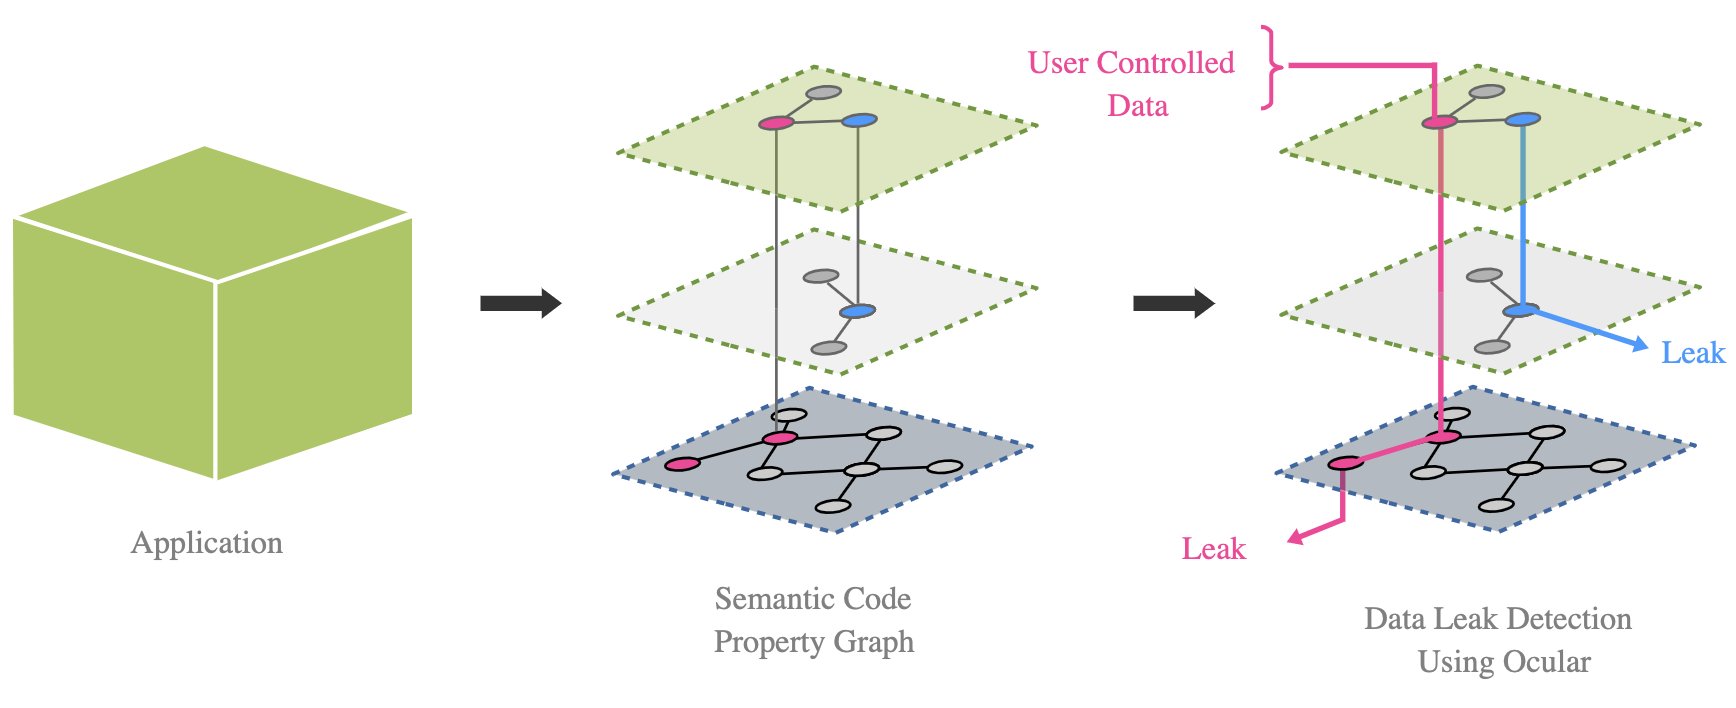 User Controlled
Data
Leak
Leak
Application
Semantic Code
Property Graph
Data Leak Detection
Using Ocular